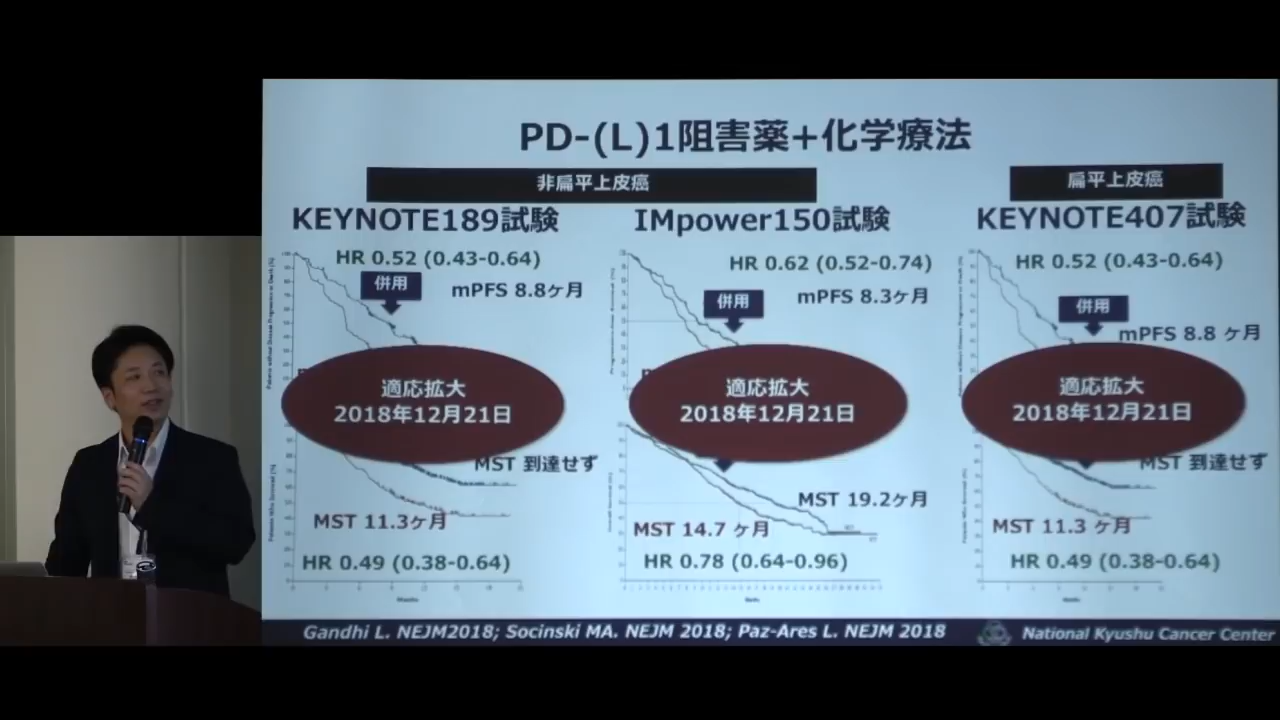 PD-(L)1阻害薬+化学療法
非扁平上皮癌
扁平上皮癌
KEYNOTE189試験
IMpower150試験
KEYNOTE407試験
HR 0.52 (0.43-0.64)
併用
mPFS 8.8ヶ月
適応拡大
2018年12月21日
MST 到達せず
MST 11.3ヶ月
HR 0.49 (0.38-0.64)
HR 0.62 (0.52-0.74)
併用
mPFS 8.3ヶ月
適応拡大
2018年12月21日
MST 19.2ヶ月
MST 14.7 ヶ月
HR 0.78 (0.64-0.96)
HR 0.52 (0.43-0.64)
併用
mPFS 8.8 ヶ月
適応拡大
2018年12月21日
MST 到達せず
MST 11.3 ヶ月
HR 0.49 (0.38-0.64)
Gandhi L. NEJM2018; Socinski MA. NEJM 2018; Paz-Ares L. NEJM 2018
National Kyushu Cancer Center